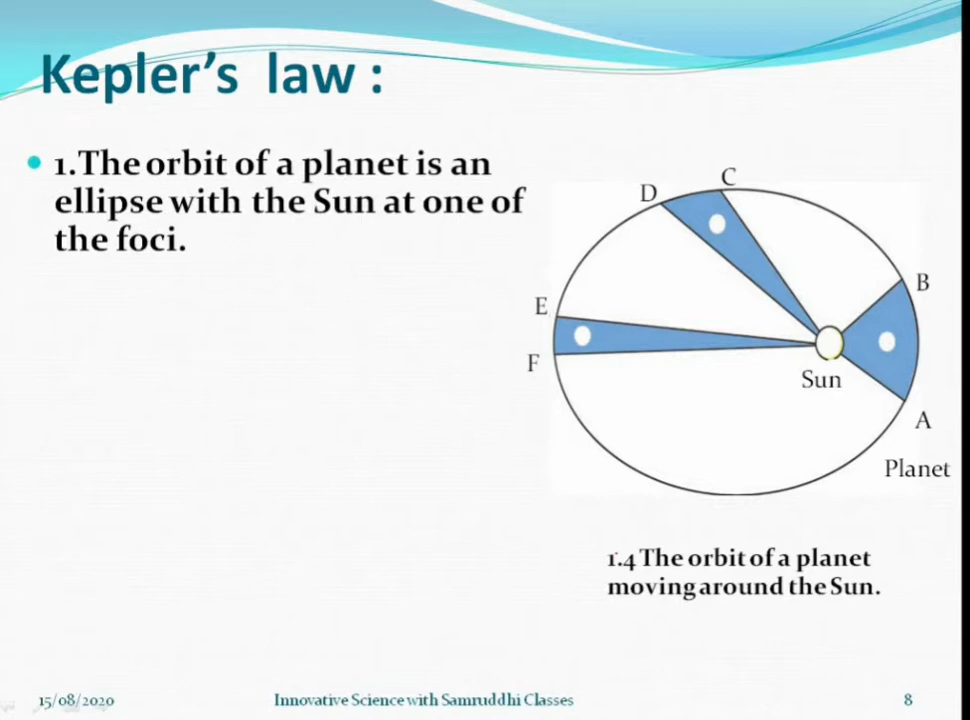 Kepler's law :
1.The orbit of a planet is an
ellipse with the Sun at one of
the foci.
C
D
B
E
F
Sun
A
Planet
1.4 The orbit of a planet
moving around the Sun.
15/08/2020
Innovative Science with Samruddhi Classes
8